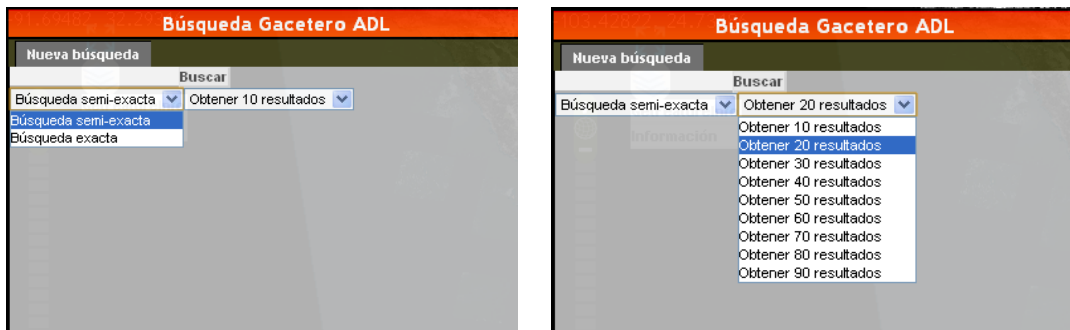 Búsqueda Gacetero ADL
Nueva búsqueda
Buscar
Búsqueda semi-exacta Obtener 10 resultados
Búsqueda semi-exacta
Búsqueda exacta
Búsqueda Gacetero ADL
Nueva búsqueda
Buscar
Búsqueda semi-exacta Obtener 20 resultados
Información
Obtener 10 resultados
Obtener 20 resultados
Obtener 30 resultados
Obtener 40 resultados
Obtener 50 resultados
Obtener 60 resultados
Obtener 70 resultados
Obtener 80 resultados
Obtener 90 resultados